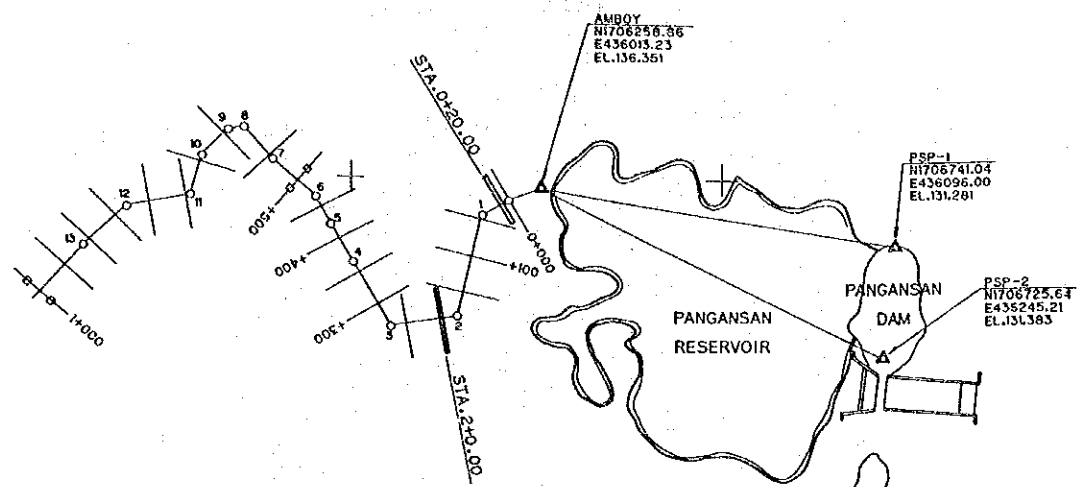 AMBOY
N1706258.86
E436013.23
EL.136.351
STA.0+20.00
9
8
10
7
12
11
6
500+
5
1
0+000
PSP-1
N1706741.04
E436096.00
EL.131.281
13
400+
4
+100
PSP-2
N1706725.64
E435245.21
EL.131.383
PANGANSAN
DAM
PANGANSAN
RESERVOIR
1+000
+300
3
2
STA.2+0.00